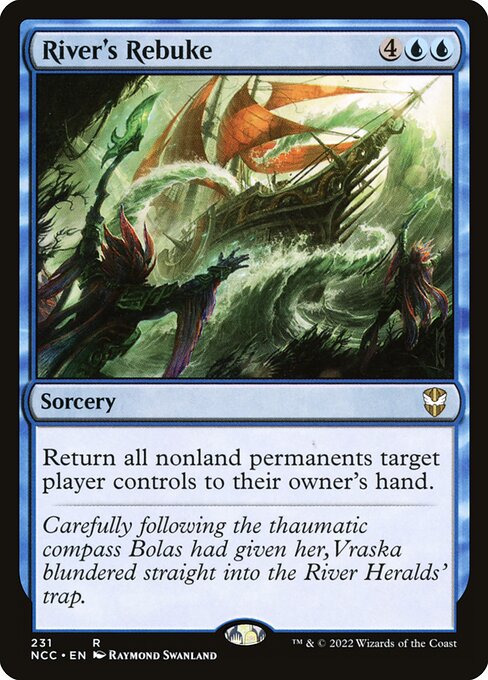 River's Rebuke 4
Sorcery
Return all nonland permanents target
player controls to their owner's hand.
Carefully following the thaumatic
compass Bolas had given her, Vraska
blundered straight into the River Heralds'
trap.
231 R
NCC • EN Raymond Swanland
™ & © 2022 Wizards of the Coast